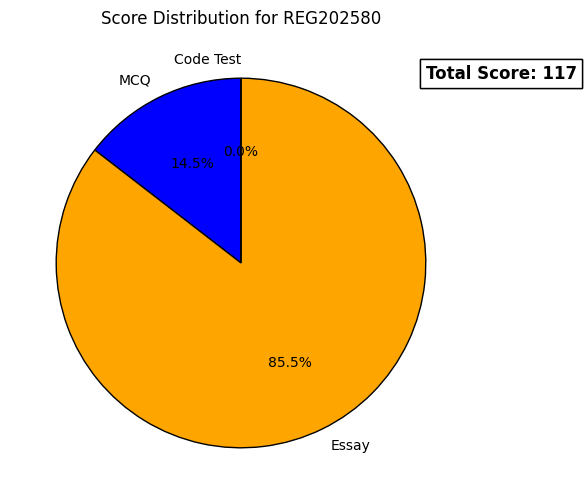 Score Distribution for REG202580
Code Test
Total Score: 117
MCQ
0.0%
14.5%
85.5%
Essay